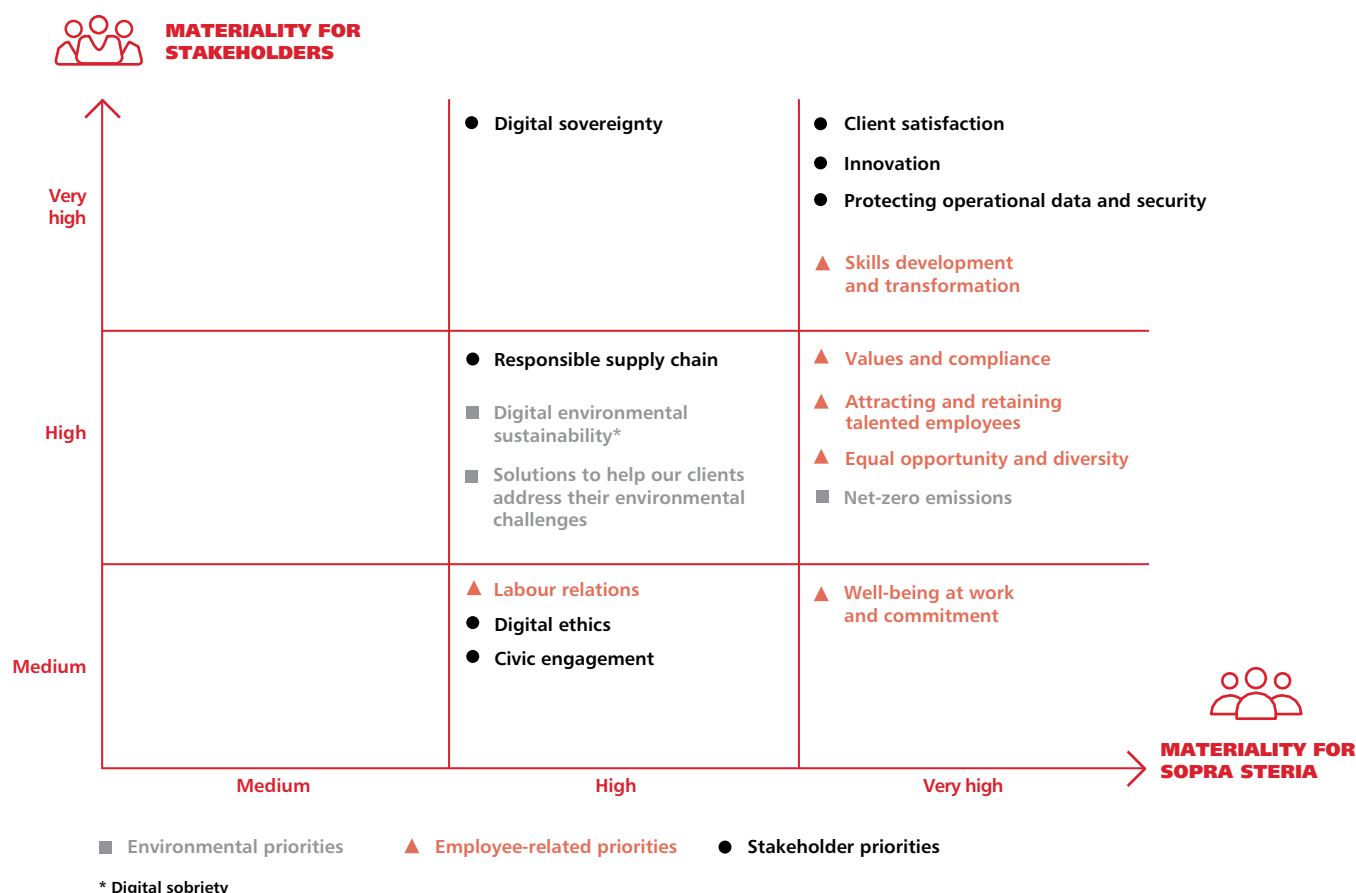 MATERIALITY FOR
STAKEHOLDERS
Very
high
Digital sovereignty
Client satisfaction
Innovation
Protecting operational data and security
Skills development
and transformation
High
Responsible supply chain
Digital environmental
sustainability*
Solutions to help our clients
address their environmental
challenges
Values and compliance
Attracting and retaining
talented employees
Equal opportunity and diversity
Net-zero emissions
Medium
Labour relations
Digital ethics
Civic engagement
Well-being at work
and commitment
MATERIALITY FOR
SOPRA STERIA
Medium
High
Very high
Environmental priorities
Employee-related priorities
Stakeholder priorities
* Digital sobriety